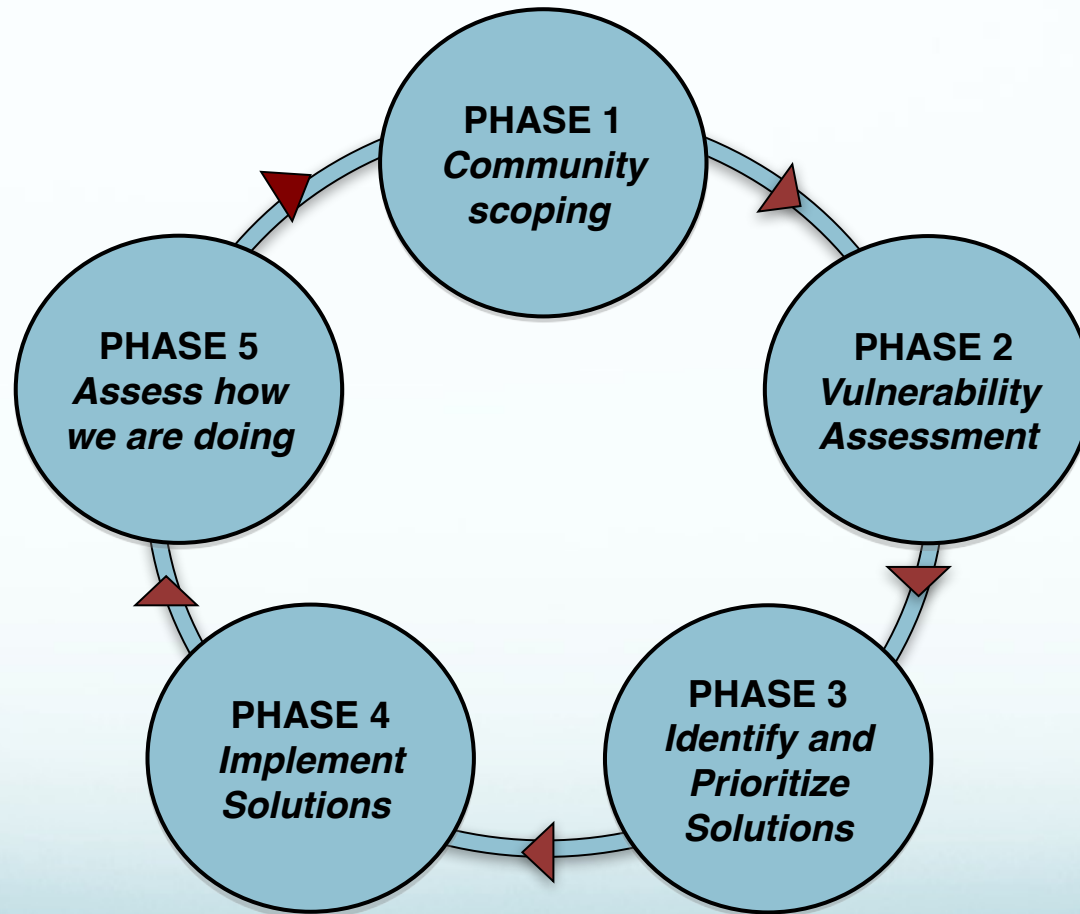 PHASE 1
Community
scoping
PHASE 2
Vulnerability
Assessment
PHASE 3
Identify and
Prioritize
Solutions
PHASE 4
Implement
Solutions
PHASE 5
Assess how
we are doing